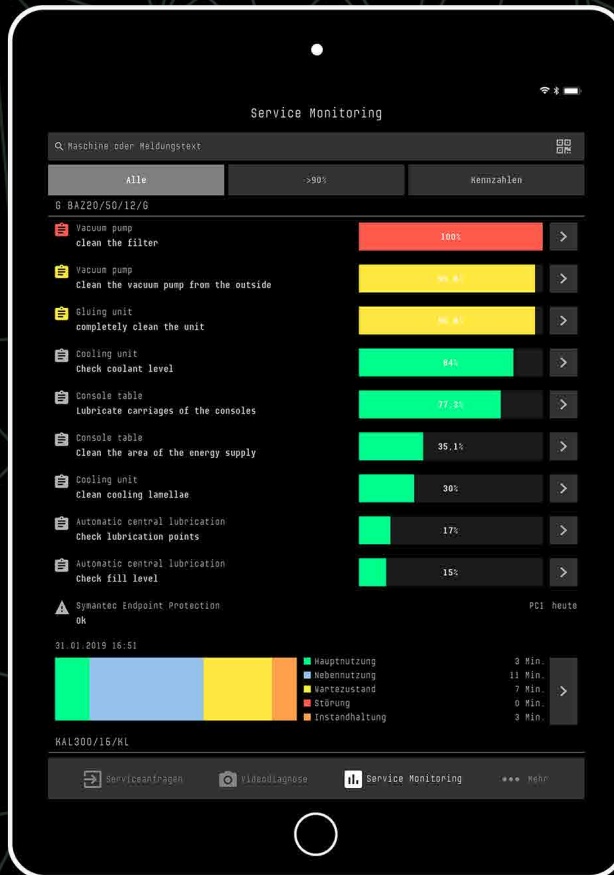 Service Monitoring
Maschine oder Meldungstext
Alle
>90%
Kennzahlen
G BAZ20/50/12/G
Vacuum pump
clean the filter
100%
Vacuum pump
Clean the vacuum pump from the outside
Gluing unit
completely clean the unit
Cooling unit
Check coolant level
84%
Console table
Lubricate carriages of the consoles
77.3%
Console table
Clean the area of the energy supply
35,1%
Cooling unit
Clean cooling lamellae
30%
Automatic central lubrication
Check lubrication points
17%
Automatic central lubrication
Check fill level
15%
Symantec Endpoint Protection
PC1 heute
Ok
31.01.2019 16:51
Hauptnutzung 3 Min.
Nebennutzung 11 Min.
Wartezustand 7 Min.
Störung 0 Min.
Instandhaltung 3 Min.
KAL300/16/KL
Serviceanfragen
Videodiagnose
Service Monitoring
Mehr